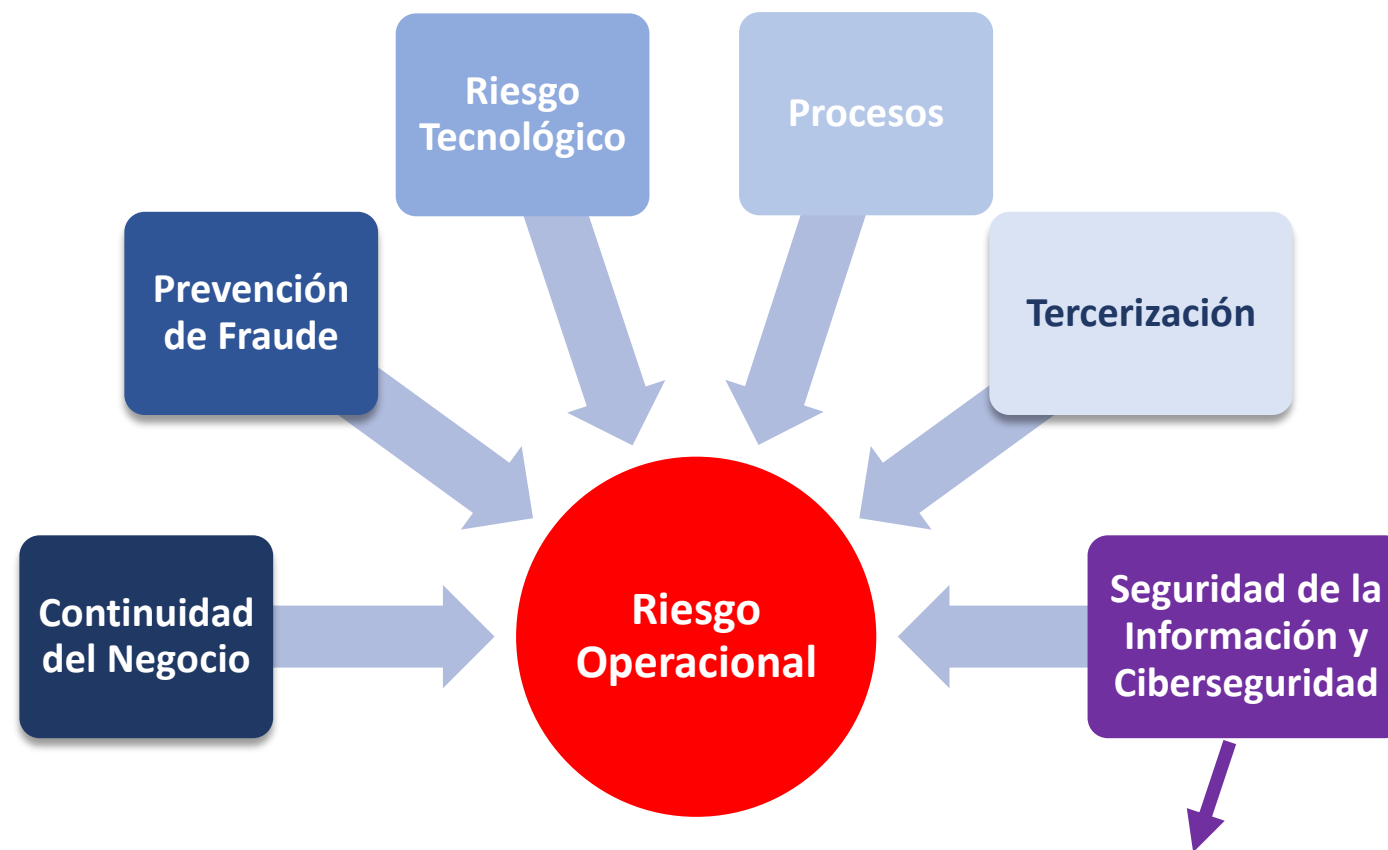 Riesgo
Tecnológico
Procesos
Prevención
de Fraude
Tercerización
Continuidad
del Negocio
Riesgo
Operacional
Seguridad de la
Información y
Ciberseguridad